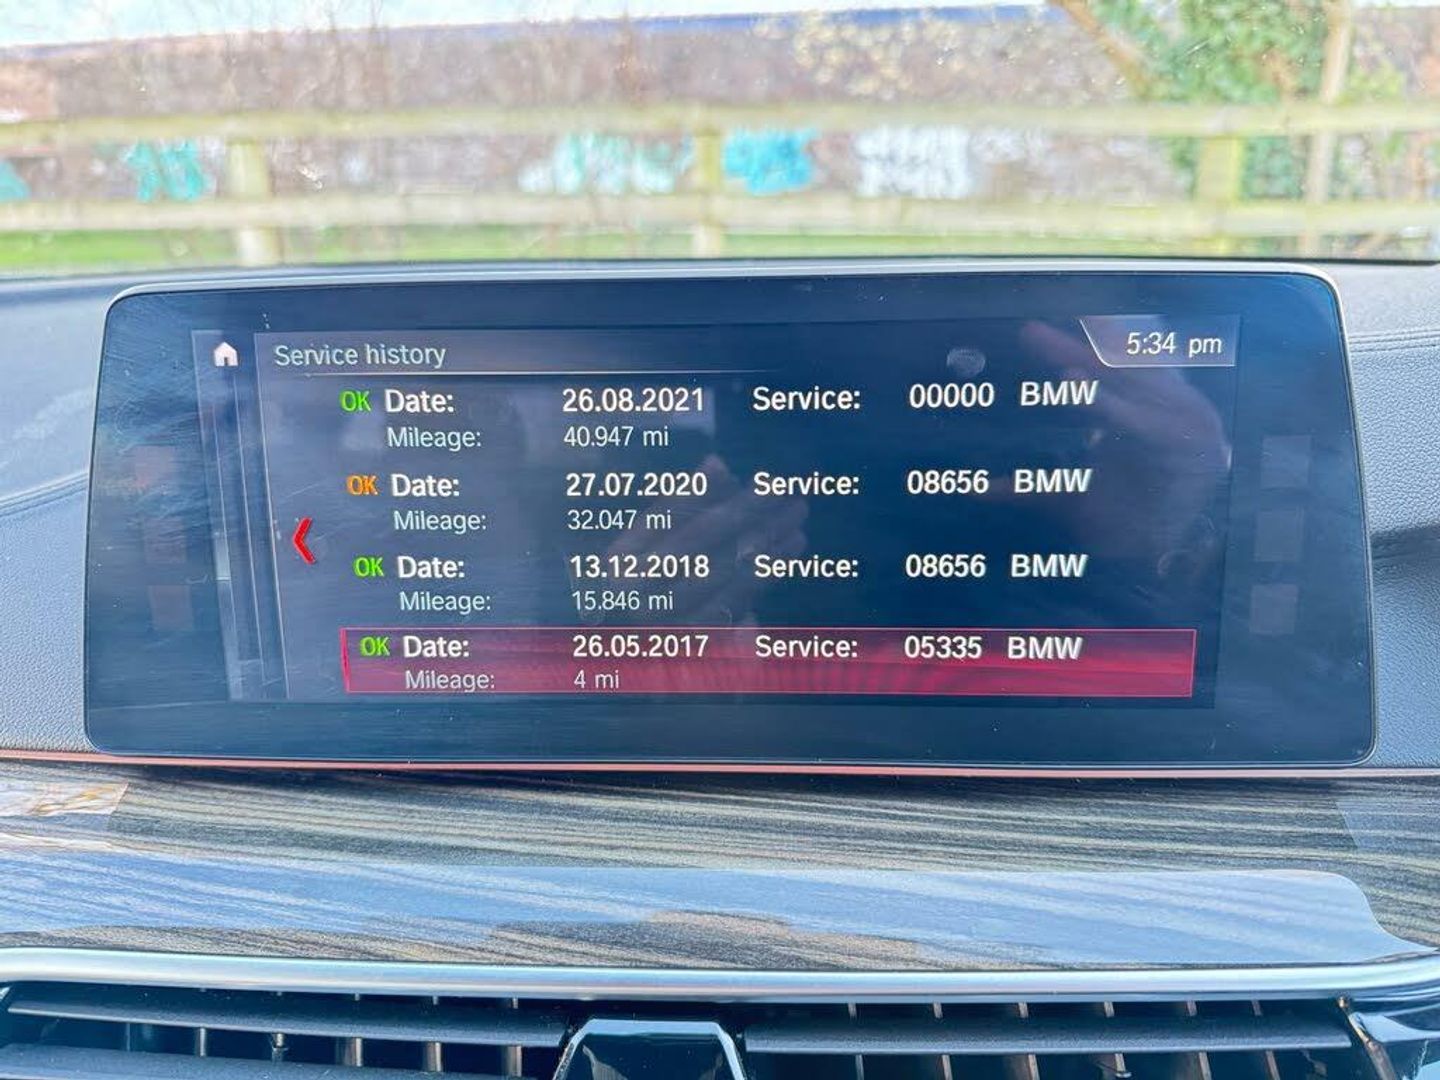 Service history 5:34 pm
OK Date: 26.08.2021 Service: 00000 BMW
Mileage: 40.947 mi
OK Date: 27.07.2020 Service: 08656 BMW
Mileage: 32.047 mi
OK Date: 13.12.2018 Service: 08656 BMW
Mileage: 15.846 mi
OK Date: 26.05.2017 Service: 05335 BMW
Mileage: 4 mi